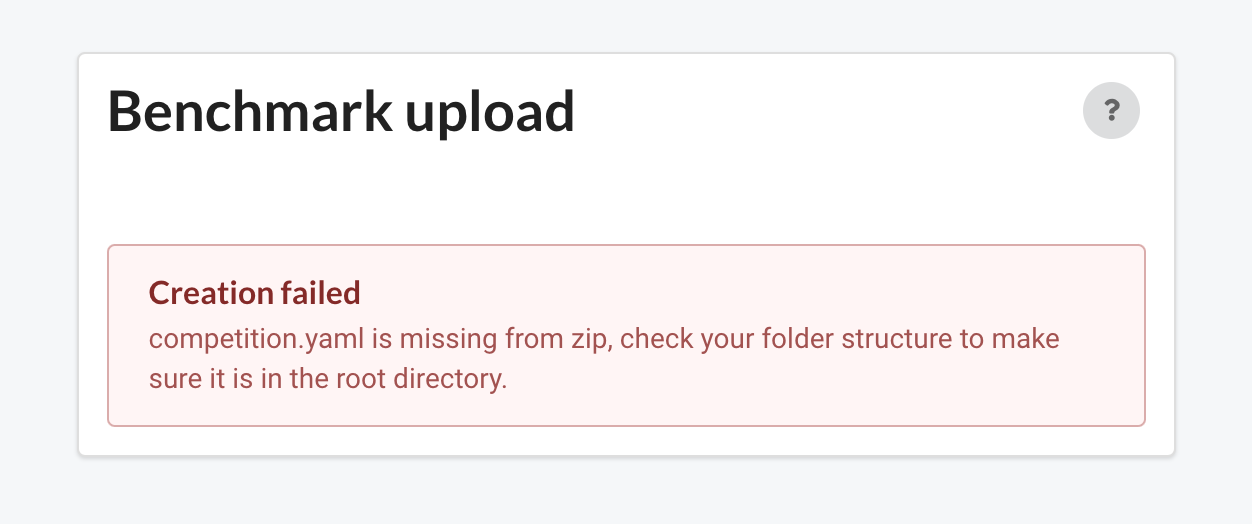 Benchmark upload
?
Creation failed
competition.yaml is missing from zip, check your folder structure to make
sure it is in the root directory.